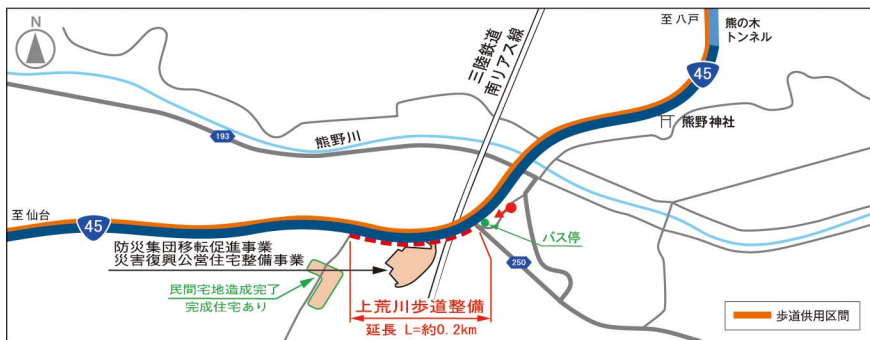 N
至 八戸
熊の木
トンネル
三陸鉄道
南リアス線
45
193
熊野川
熊野神社
至 仙台
45
バス停
防災集団移転促進事業
災害復興公営住宅整備事業
250
民間宅地造成完了
完成住宅あり
上荒川歩道整備
延長 L=約0.2km
歩道供用区間